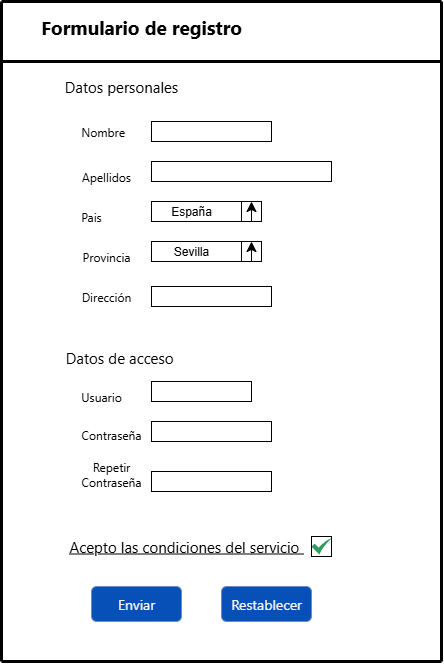 Formulario de registro
Datos personales
Nombre
Apellidos
Pais
España
Provincia
Sevilla
Dirección
Datos de acceso
Usuario
Contraseña
Repetir
Contraseña
Acepto las condiciones del servicio
Enviar
Restablecer